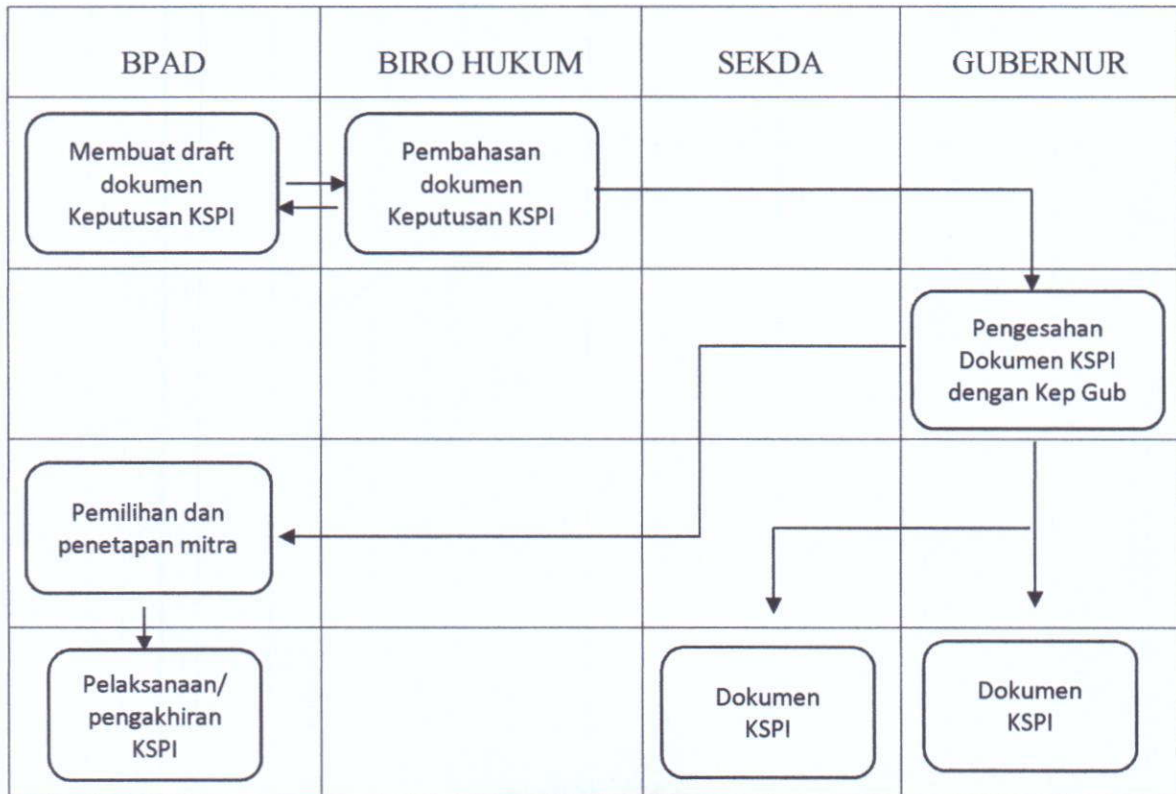 BPAD
BIRO HUKUM
SEKDA
GUBERNUR
Membuat draft
dokumen
Keputusan KSPI
Pembahasan
dokumen
Keputusan KSPI
Pengesahan
Dokumen KSPI
dengan Kep Gub
Pemilihan dan
penetapan mitra
Pelaksanaan/
pengakhiran
KSPI
Dokumen
KSPI
Dokumen
KSPI